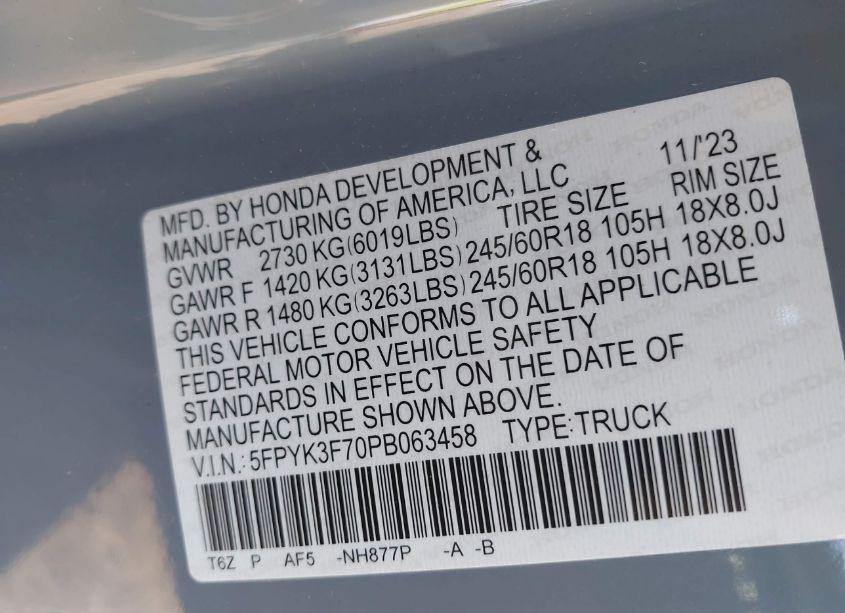 MFD. BY HONDA DEVELOPMENT & 11/'23
MANUFACTURING OF AMERICA, LLC
GVWR 2730 KG(6019LBS) TIRE SIZE RIM SIZE
GAWR F 1420 KG(3131LBS) 245/60R18 105H 18X8.0J
GAWR R 1480 KG(3263LBS) 245/60R18 105H 18X8.0J
THIS VEHICLE CONFORMS TO ALL APPLICABLE
FEDERAL MOTOR VEHICLE SAFETY
STANDARDS IN EFFECT ON THE DATE OF
MANUFACTURE SHOWN ABOVE.
V.I.N.: 5FPYK3F70PB063458 TYPE: TRUCK
T6Z P AF5 -NH877P -A -B